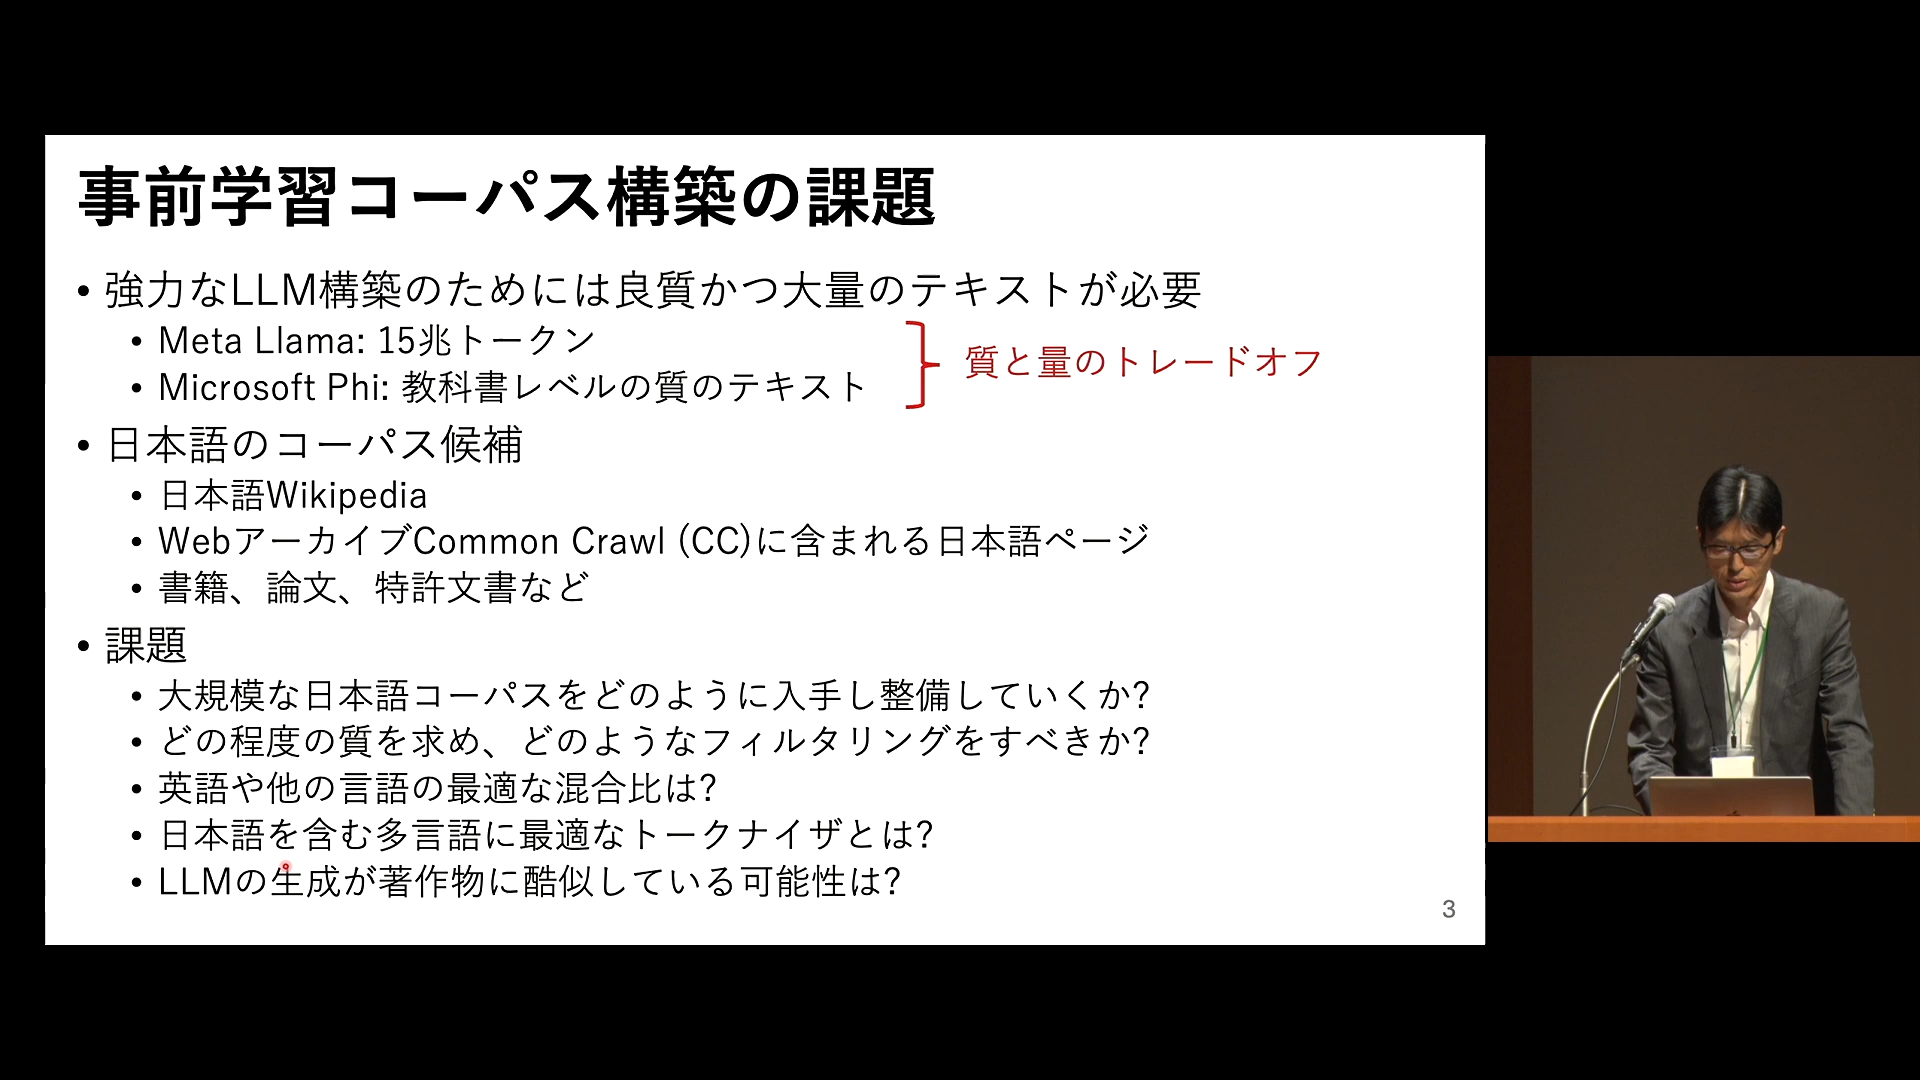 事前学習コーパス構築の課題
• 強力なLLM構築のためには良質かつ大量のテキストが必要
• Meta Llama: 15兆トークン
• Microsoft Phi: 教科書レベルの質のテキスト
質と量のトレードオフ
• 日本語のコーパス候補
• 日本語Wikipedia
• WebアーカイブCommon Crawl (CC)に含まれる日本語ページ
• 書籍、論文、特許文書など
• 課題
• 大規模な日本語コーパスをどのように入手し整備していくか?
• どの程度の質を求め、どのようなフィルタリングをすべきか?
• 英語や他の言語の最適な混合比は?
• 日本語を含む多言語に最適なトークナイザとは?
• LLMの生成が著作物に酷似している可能性は?
3